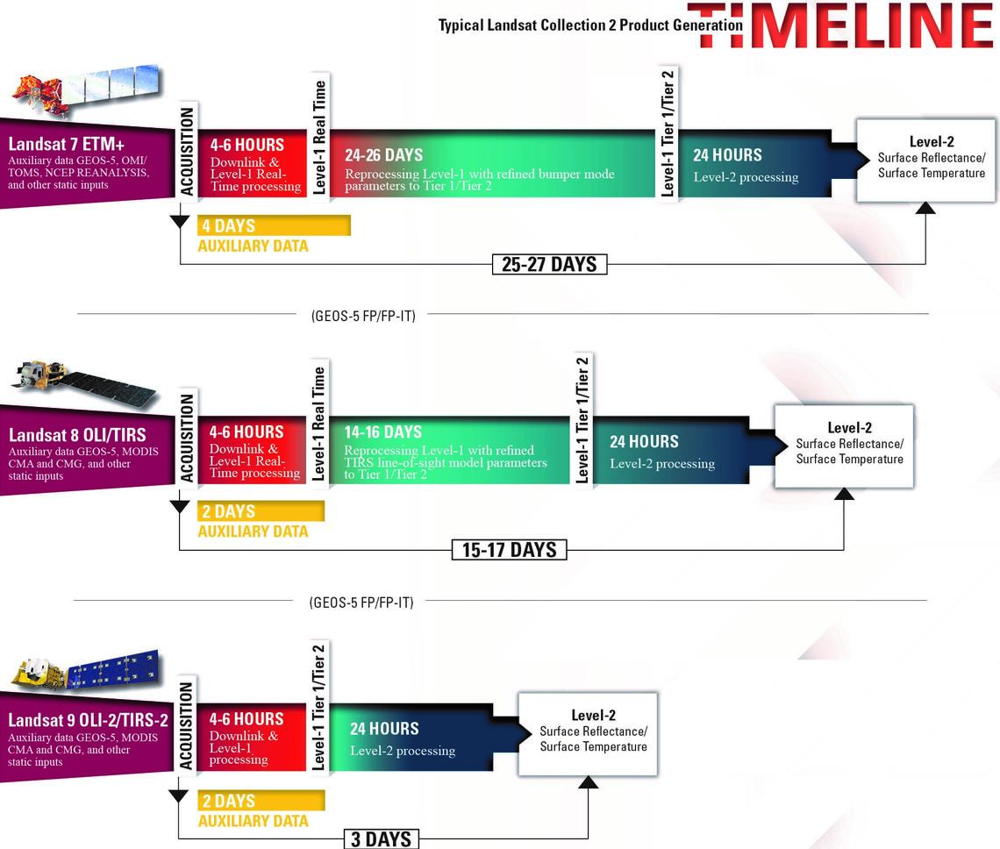 Typical Landsat Collection 2 Product Generation
TIMELINE
Landsat 7 ETM+
Auxiliary data GEOS-5, OMI/
TOMS, NCEP REANALYSIS,
and other static inputs
ACQUISITION
4-6 HOURS
Downlink &
Level-1 Real-
Time processing
Level-1 Real Time
24-26 DAYS
Reprocessing Level-1 with refined bumper mode
parameters to Tier 1/Tier 2
Level-1 Tier 1/Tier 2
24 HOURS
Level-2 processing
Level-2
Surface Reflectance/
Surface Temperature
4 DAYS
AUXILIARY DATA
25-27 DAYS
(GEOS-5 FP/FP-IT)
Landsat 8 OLI/TIRS
Auxiliary data GEOS-5, MODIS
CMA and CMG, and other
static inputs
ACQUISITION
4-6 HOURS
Downlink &
Level-1 Real-
Time processing
Level-1 Real Time
14-16 DAYS
Reprocessing Level-1 with refined
TIRS line-of-sight model parameters
to Tier 1/Tier 2
Level-1 Tier 1/Tier 2
24 HOURS
Level-2 processing
Level-2
Surface Reflectance/
Surface Temperature
2 DAYS
AUXILIARY DATA
15-17 DAYS
(GEOS-5 FP/FP-IT)
Landsat 9 OLI-2/TIRS-2
Auxiliary data GEOS-5, MODIS
CMA and CMG, and other
static inputs
ACQUISITION
4-6 HOURS
Downlink &
Level-1
processing
Level-1 Tier 1/Tier 2
24 HOURS
Level-2 processing
Level-2
Surface Reflectance/
Surface Temperature
2 DAYS
AUXILIARY DATA
3 DAYS